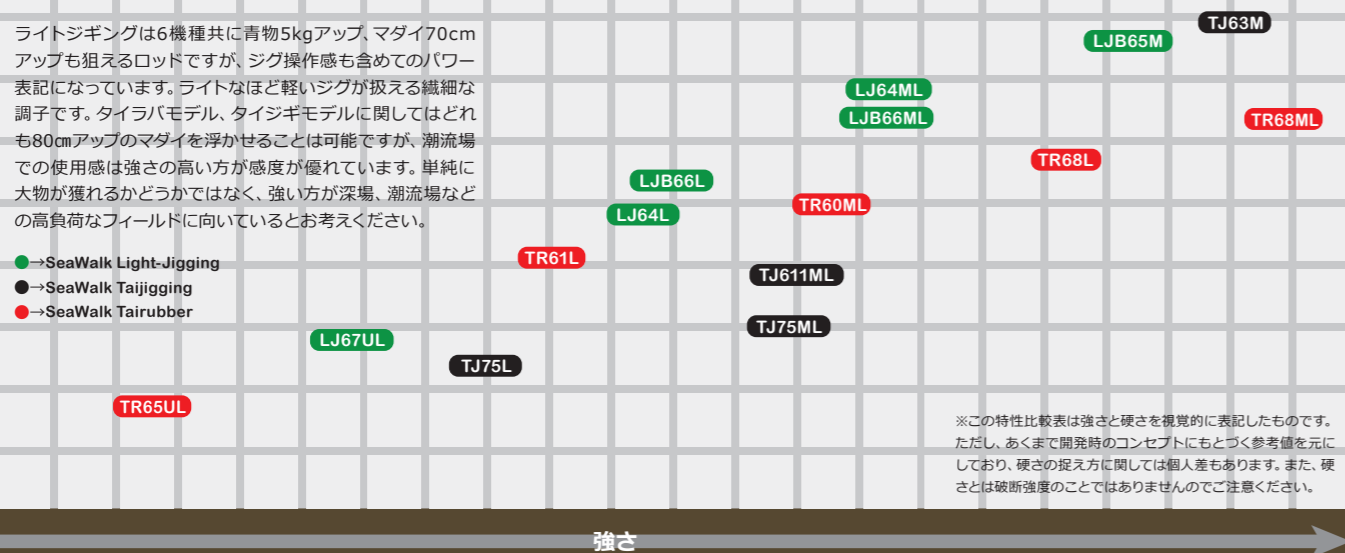 ライトジギングは6機種共に青物5kgアップ、マダイ70cm
アップも狙えるロッドですが、ジグ操作感も含めてのパワー
表記になっています。ライトなほど軽いジグが扱える繊細な
調子です。タイラバモデル、タイジギモデルに関してはどれ
も80㎝アップのマダイを浮かせることは可能ですが、潮流場
での使用感は強さの高い方が感度が優れています。単純に
大物が獲れるかどうかではなく、強い方が深場、潮流場など
の高負荷なフィールドに向いているとお考えください。
●→SeaWalk Light-Jigging
●→SeaWalk Taijigging
●→SeaWalk Tairubber
TJ63M
LJB65M
LJ64ML
LJB66ML
TR68ML
TR68L
LJB66L
TR60ML
LJ64L
TR61L
TJ611ML
TJ75ML
LJ67UL
TJ75L
TR65UL
※この特性比較表は強さと硬さを視覚的に表記したものです。
ただし、あくまで開発時のコンセプトにもとづく参考値を元に
しており、硬さの捉え方に関しては個人差もあります。また、硬
さとは破断強度のことではありませんのでご注意ください。
強さ